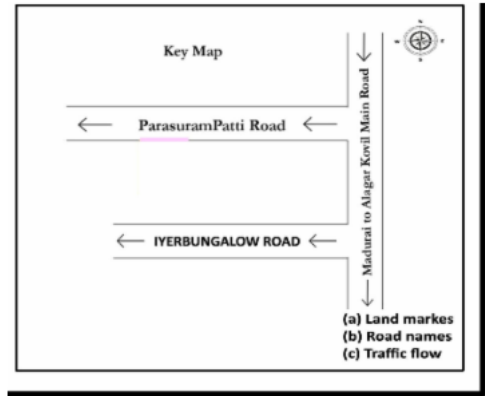 Key Map
ParasuramPatti Road
Madurai to Alagar Kovil Main Road
IYERBUNGALOW ROAD
(a) Land markes
(b) Road names
(c) Traffic flow